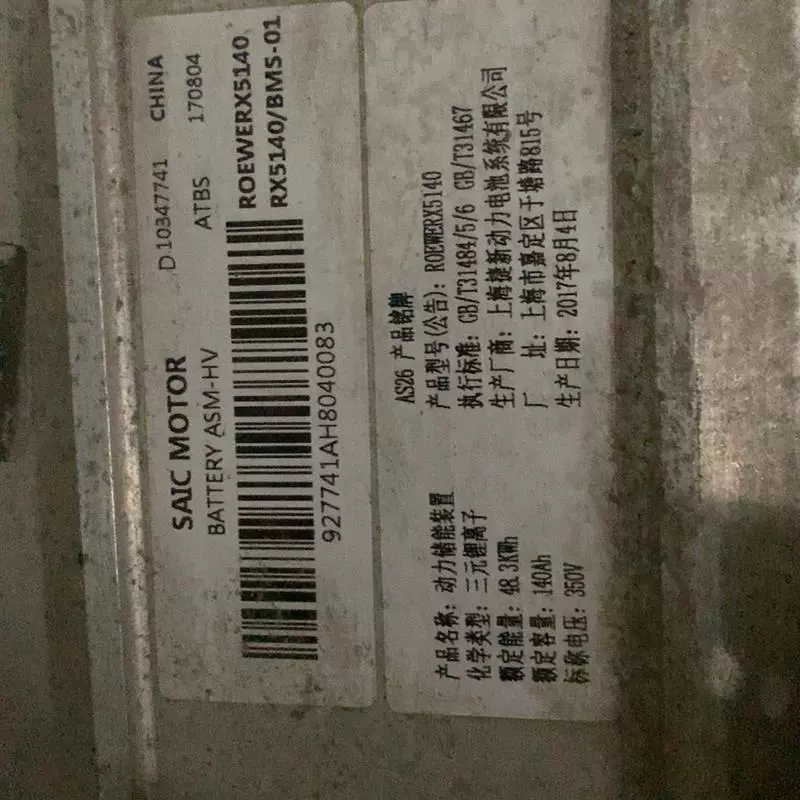 SAIC MOTOR D10347741 CHINA
BATTERY ASM-HV ATBS 170804
ROEWERX5140
RX5140/BMS-01
927741AH8040083
AS26 产品铭牌
产品名称: 动力储能装置 产品型号(公告): ROEWERX5140
化学类型: 三元锂离子 执行标准: GB/T31484/5/6 GB/T31467
额定能量: 48.3KWh 生产厂商: 上海捷新动力电池系统有限公司
额定容量: 140Ah 厂 址: 上海市嘉定区于塘路815号
标称电压: 350V 生产日期: 2017年8月4日